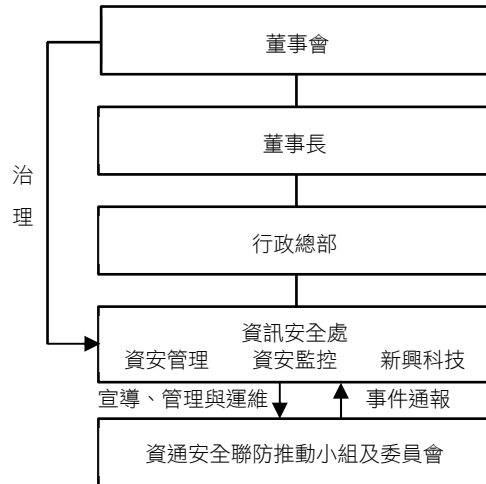 董事會
董事長
治
理
行政總部
資訊安全處
資安管理 資安監控 新興科技
宣導、管理與運維 事件通報
資通安全聯防推動小組及委員會